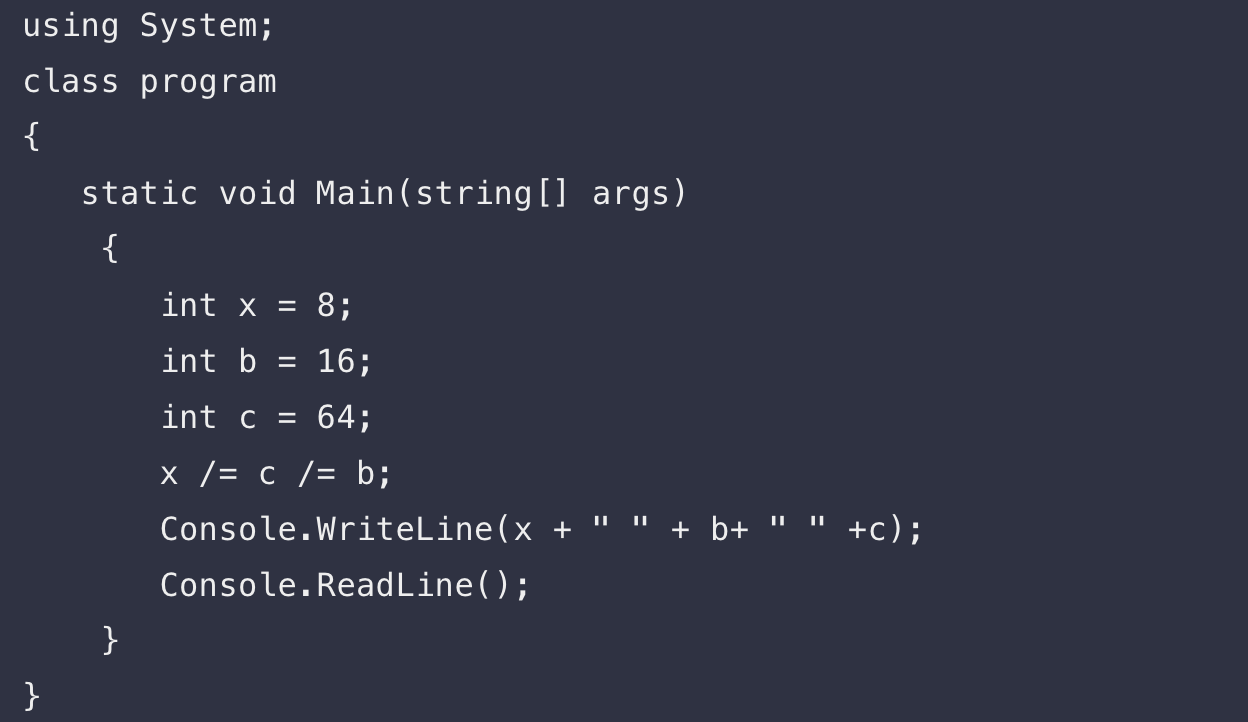 using System;
class program
{
   static void Main(string[] args)
    {
       int x = 8;
       int b = 16;
       int c = 64;
       x /= c /= b;
       Console.WriteLine(x + " " + b+ " " +c);
       Console.ReadLine();
    }
}